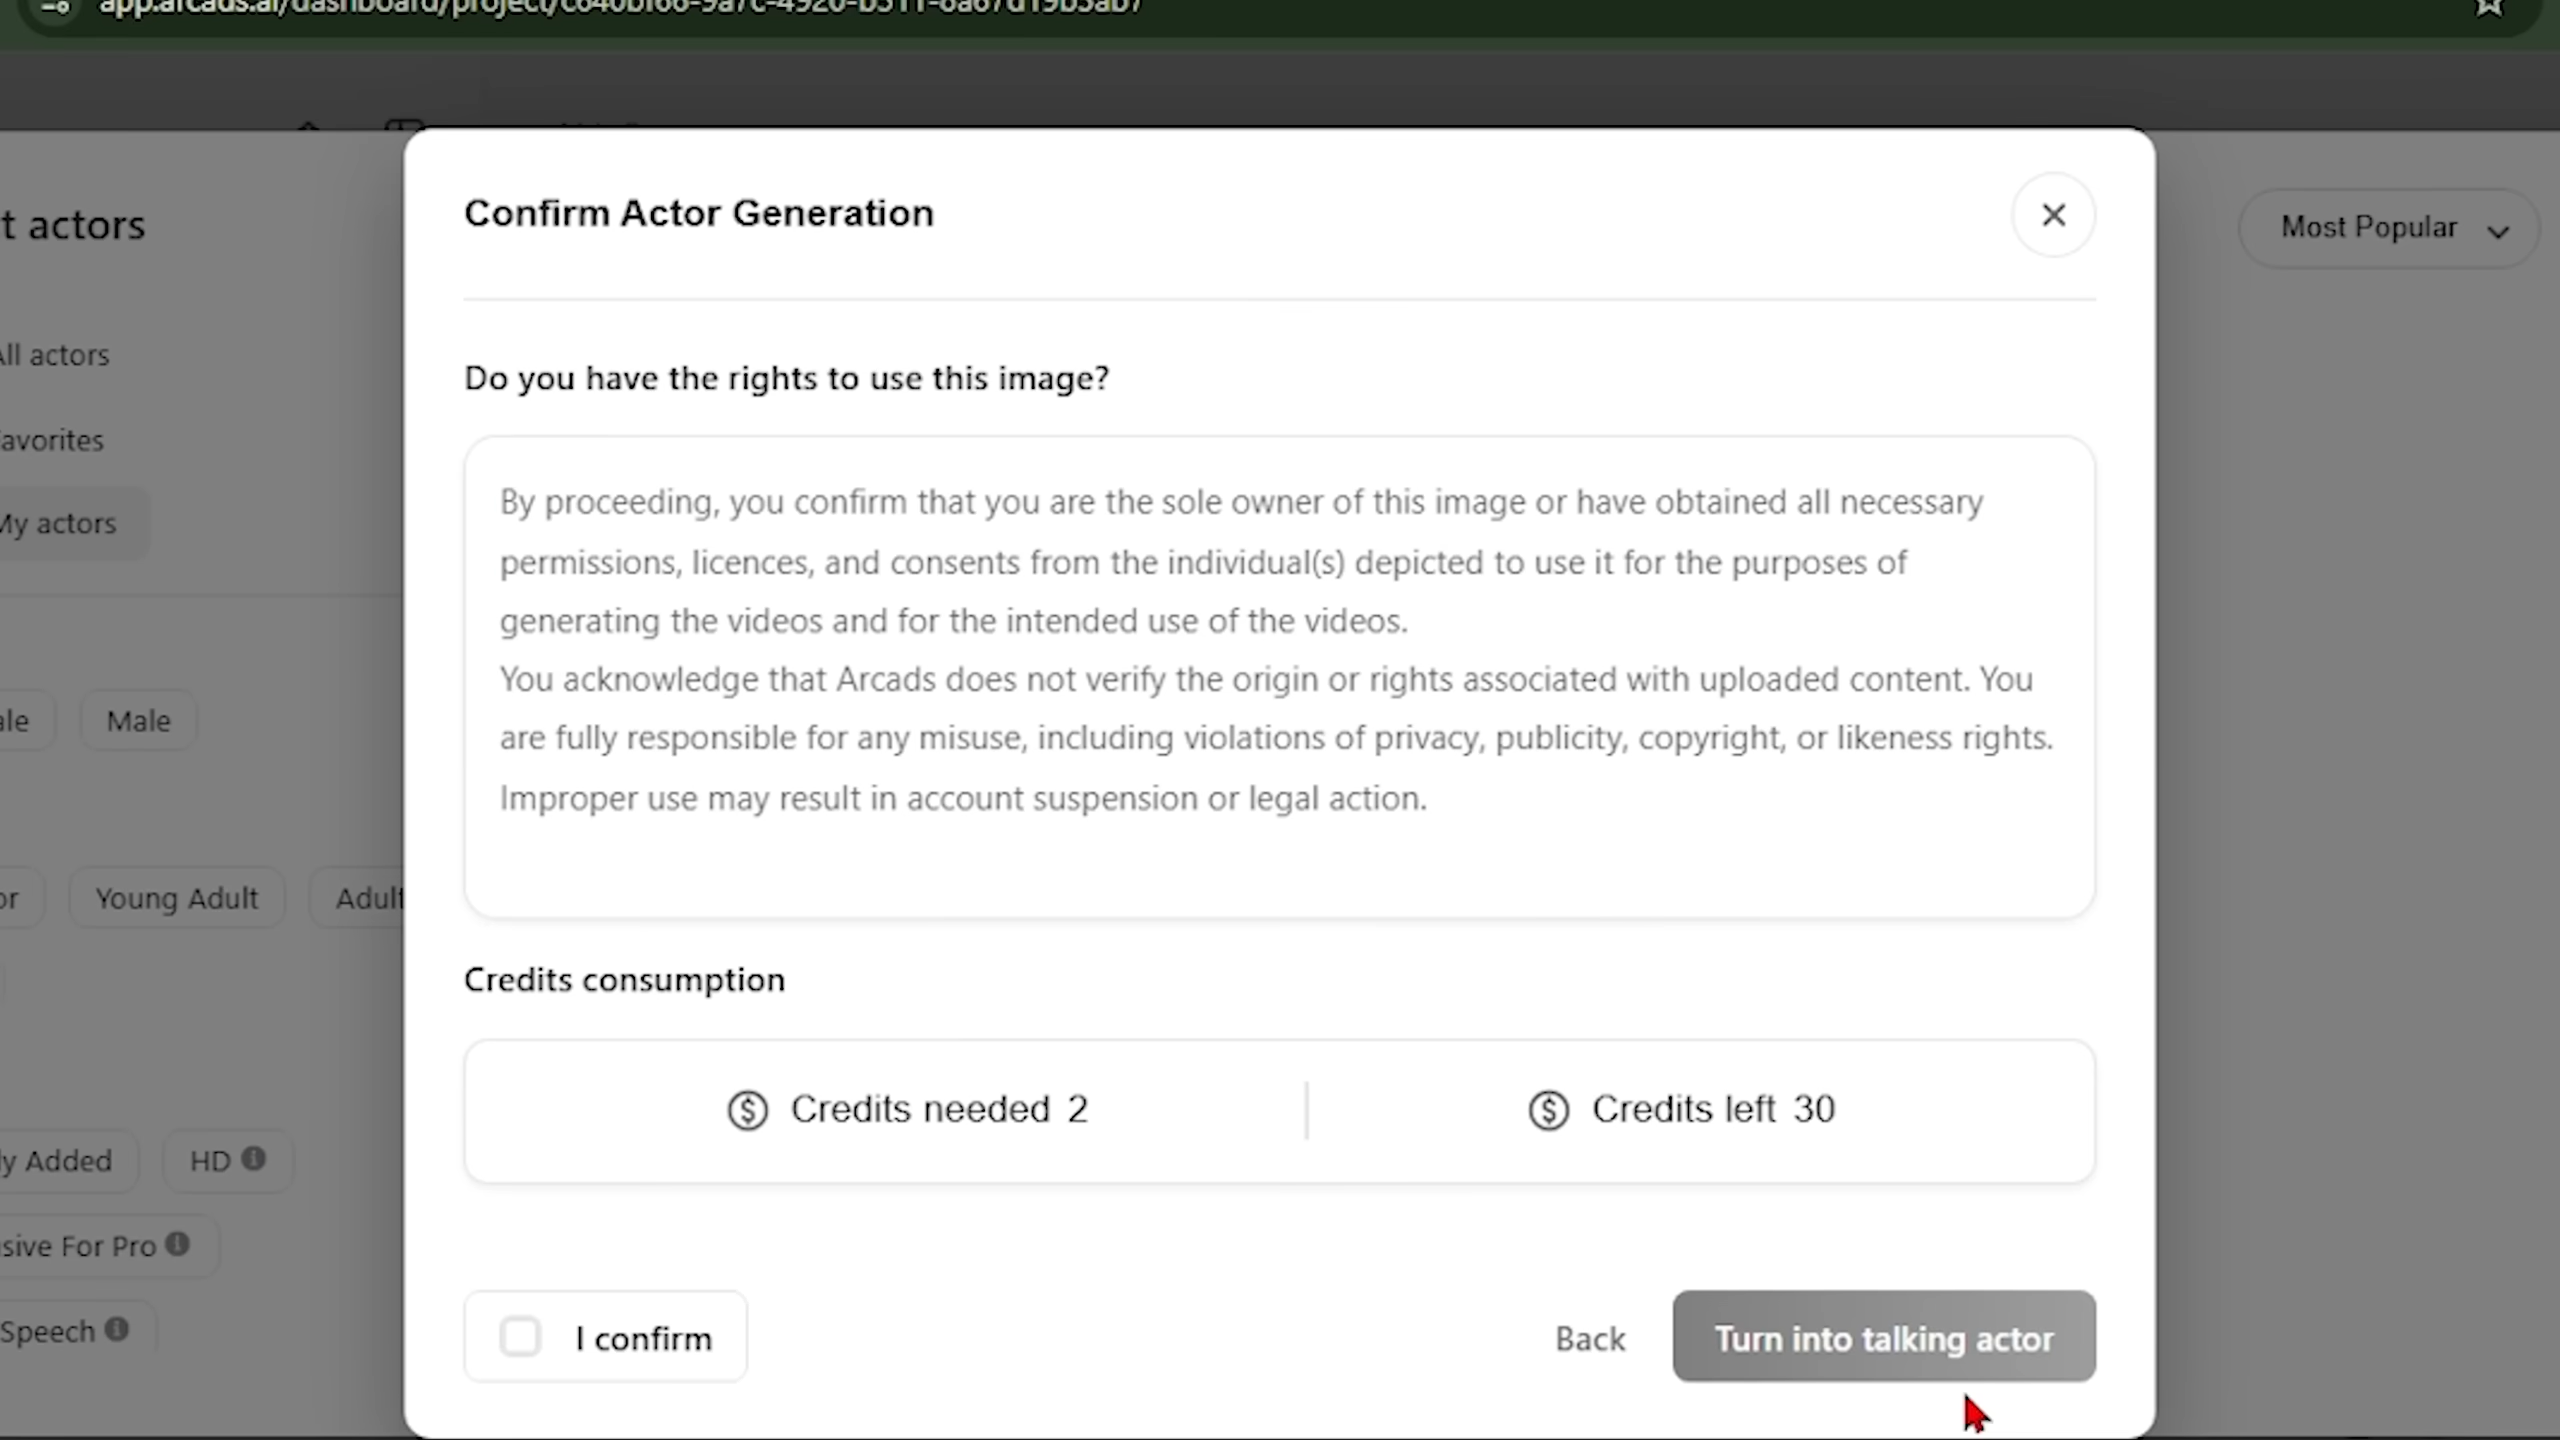 Confirm Actor Generation
t actors
Most Popular
All actors
Favorites
My actors
Male
Young Adult
Adult
HD
Added
For Pro
Speech
Do you have the rights to use this image?
By proceeding, you confirm that you are the sole owner of this image or have obtained all necessary
permissions, licences, and consents from the individual(s) depicted to use it for the purposes of
generating the videos and for the intended use of the videos.
You acknowledge that Arcads does not verify the origin or rights associated with uploaded content. You
are fully responsible for any misuse, including violations of privacy, publicity, copyright, or likeness rights.
Improper use may result in account suspension or legal action.
Credits consumption
Credits needed 2
Credits left 30
I confirm
Back
Turn into talking actor